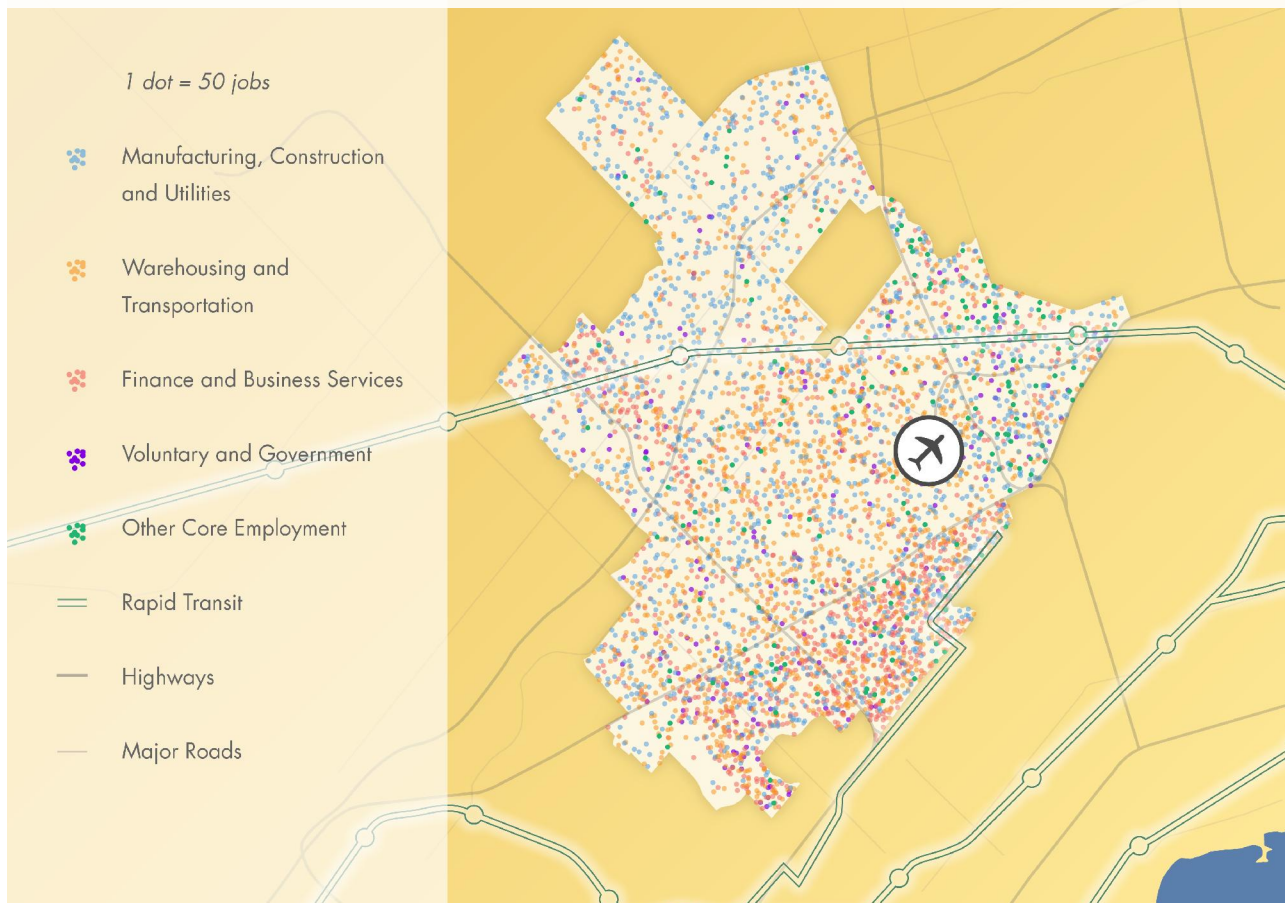 1 dot = 50 jobs
Manufacturing, Construction
and Utilities
Warehousing and
Transportation
Finance and Business Services
Voluntary and Government
Other Core Employment
Rapid Transit
Highways
Major Roads